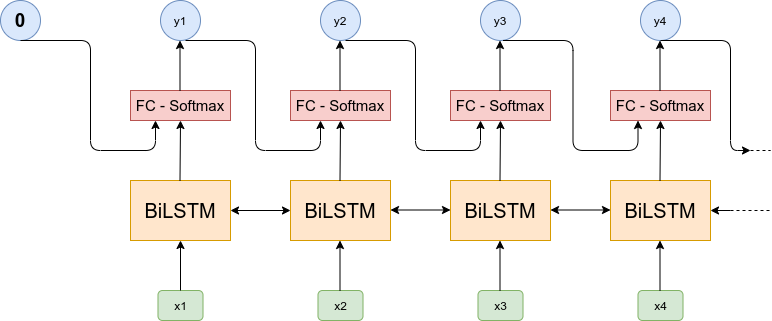 0 y1 y2 y3 y4
FC - Softmax FC - Softmax FC - Softmax FC - Softmax
BiLSTM BiLSTM BiLSTM BiLSTM
x1 x2 x3 x4